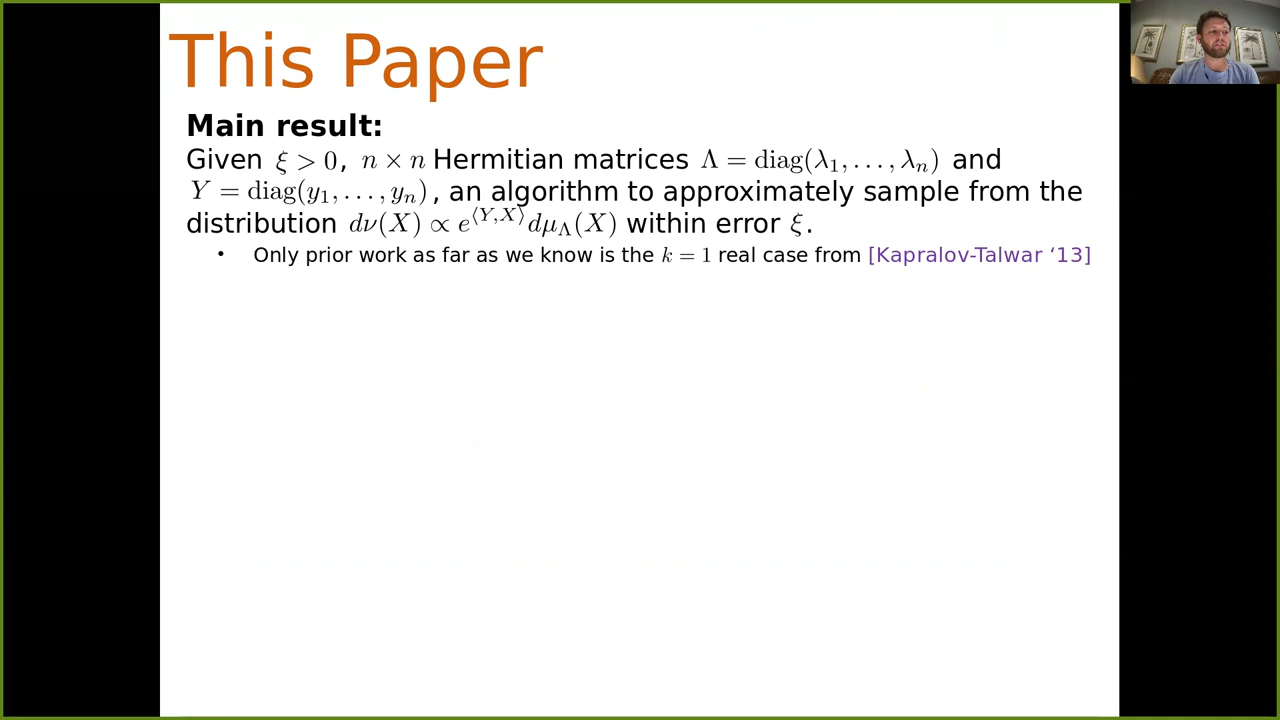 This Paper
Main result:
Given ξ > 0, n × n Hermitian matrices Λ = diag(λ₁, . . . , λₙ) and
Y = diag(y₁, . . . , yₙ), an algorithm to approximately sample from the
distribution dν(X) ∝ e^⟨Y,X⟩ dμ_Λ(X) within error ξ.
• Only prior work as far as we know is the k = 1 real case from [Kapralov-Talwar ‘13]